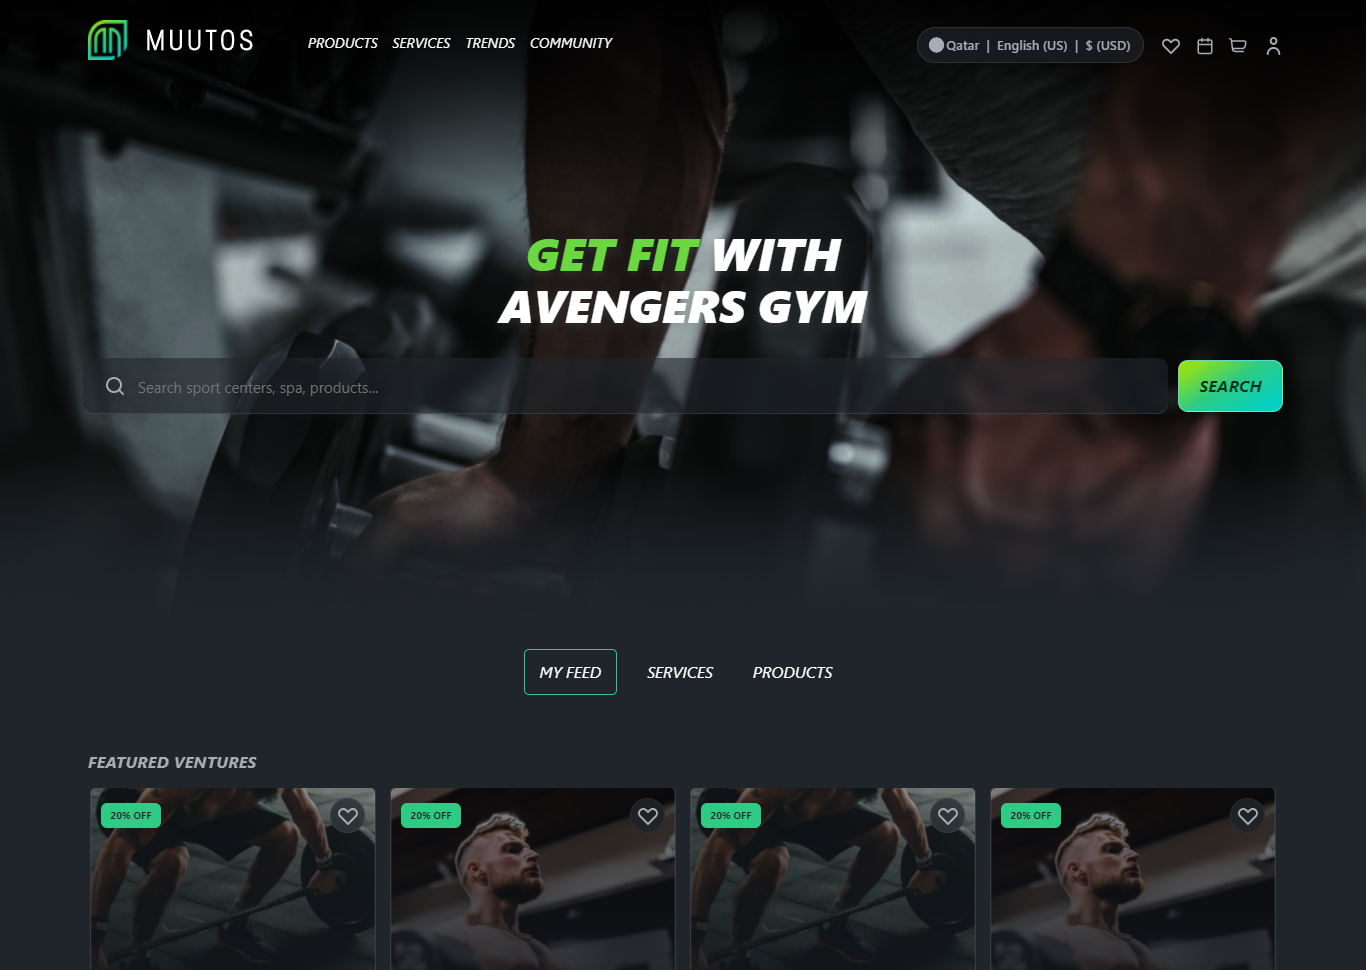 MUUTOS
PRODUCTS SERVICES TRENDS COMMUNITY
Qatar | English (US) | $ (USD)
GET FIT WITH
AVENGERS GYM
Search sport centers, spa, products...
SEARCH
MY FEED SERVICES PRODUCTS
FEATURED VENTURES
20% OFF 20% OFF 20% OFF 20% OFF